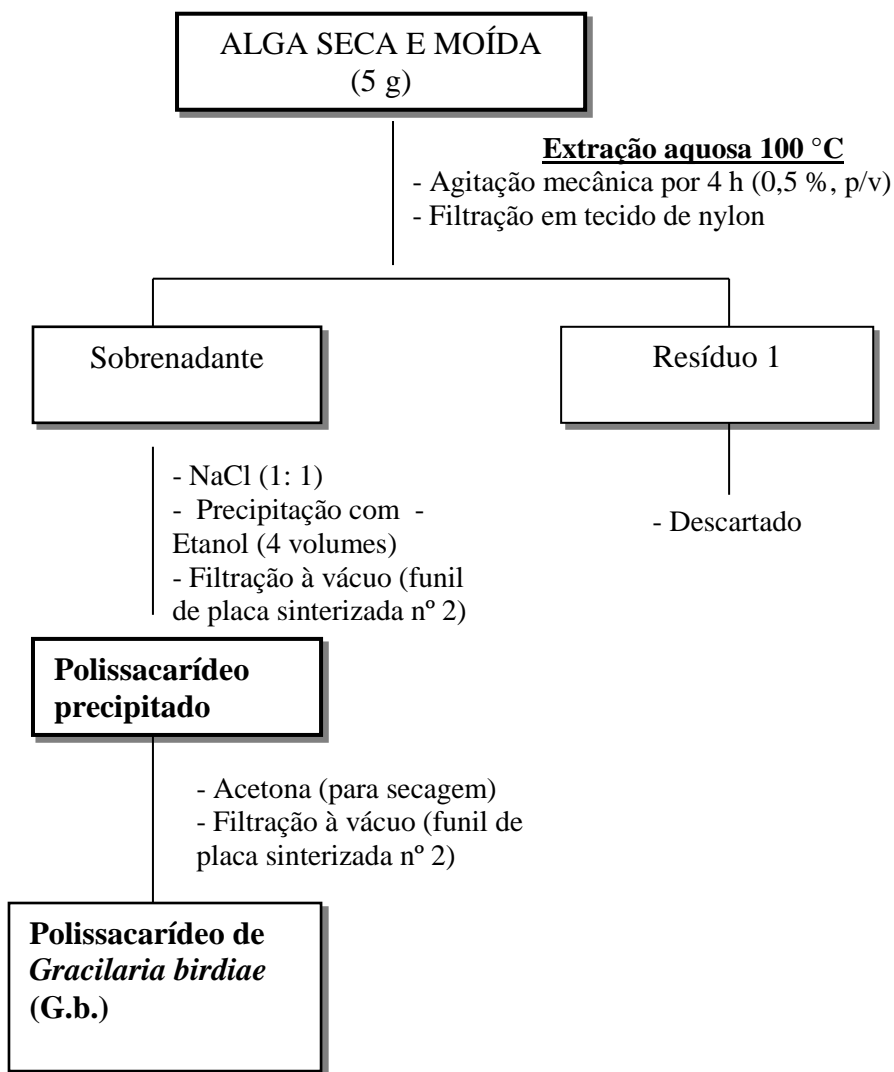 ALGA SECA E MOÍDA
(5 g)
Extração aquosa 100 °C
- Agitação mecânica por 4 h (0,5 %, p/v)
- Filtração em tecido de nylon
Sobrenadante
Resíduo 1
- NaCl (1: 1)
- Precipitação com -
Etanol (4 volumes)
- Filtração à vácuo (funil
de placa sinterizada nº 2)
- Descartado
Polissacarídeo
precipitado
- Acetona (para secagem)
- Filtração à vácuo (funil de
placa sinterizada nº 2)
Polissacarídeo de
Gracilaria birdiae
(G.b.)